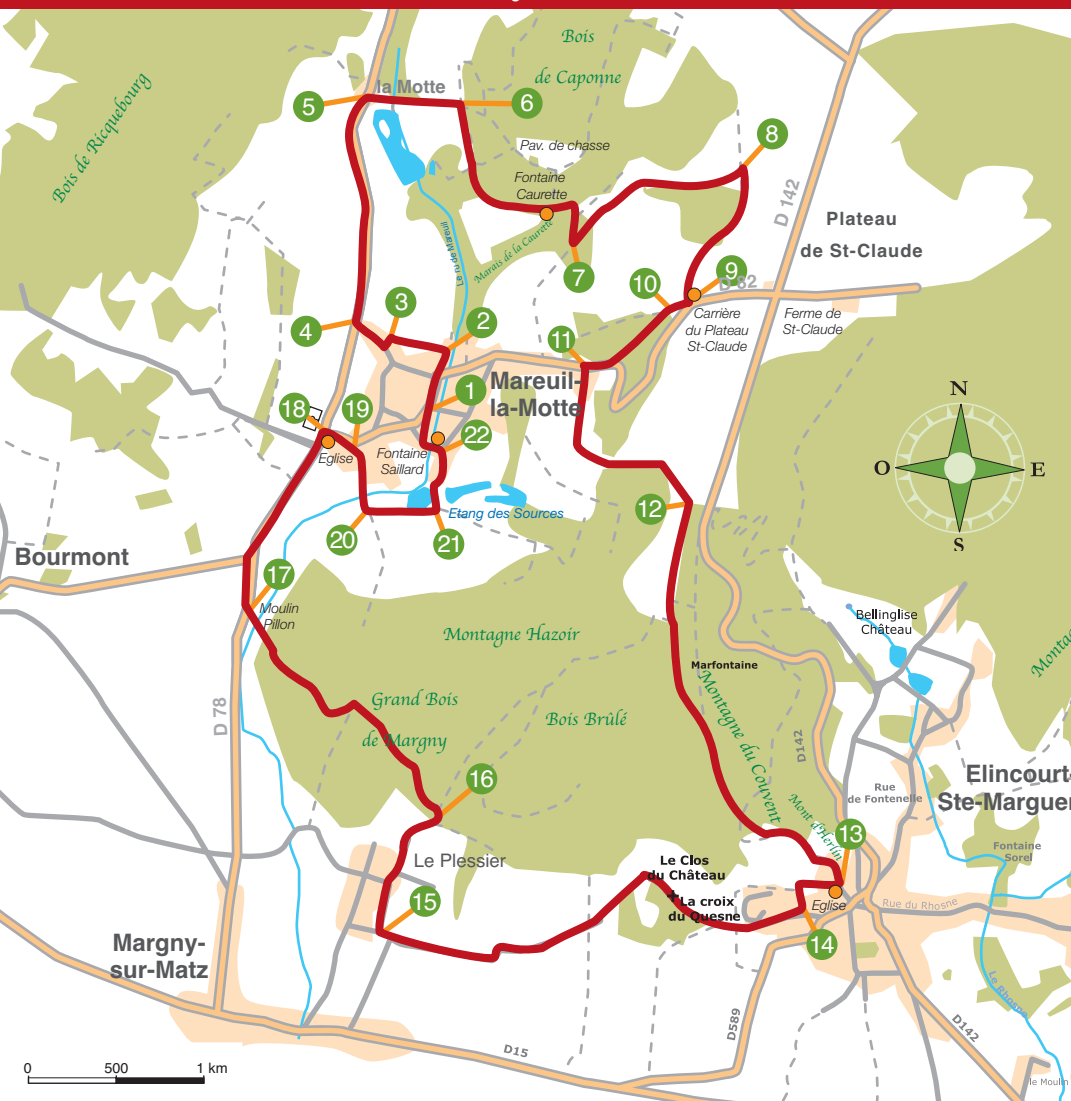 Bois
de Caponne
Bois de Ricquebourg
la Motte
5
6
8
Pav. de chasse
Fontaine
Caurette
D 142
Plateau
de St-Claude
Le ru de Mareuil
Marais de la Caurette
7
9
D 82
10
Carrière
du Plateau
St-Claude
Ferme de
St-Claude
3
4
2
11
1
Mareuil-
la-Motte
18
19
22
Eglise
Fontaine
Saillard
N
O
E
S
12
Etang des Sources
20
21
Bourmont
17
Moulin
Pillon
Bellinglise
Château
Montagne Hazoir
Marfontaine
Grand Bois
de Margny
Bois Brûlé
Montagne du Couvent
D 78
D142
16
Rue
de Fontenelle
Elincourt-
Ste-Marguer
Mont d'Herlin
13
Fontaine
Sorel
Le Plessier
Le Clos
du Château
La croix
du Quesne
15
Eglise
Rue du Rhosne
14
Margny-
sur-Matz
Le Rhosne
D589
D142
D15
0 500 1 km
le Moulin